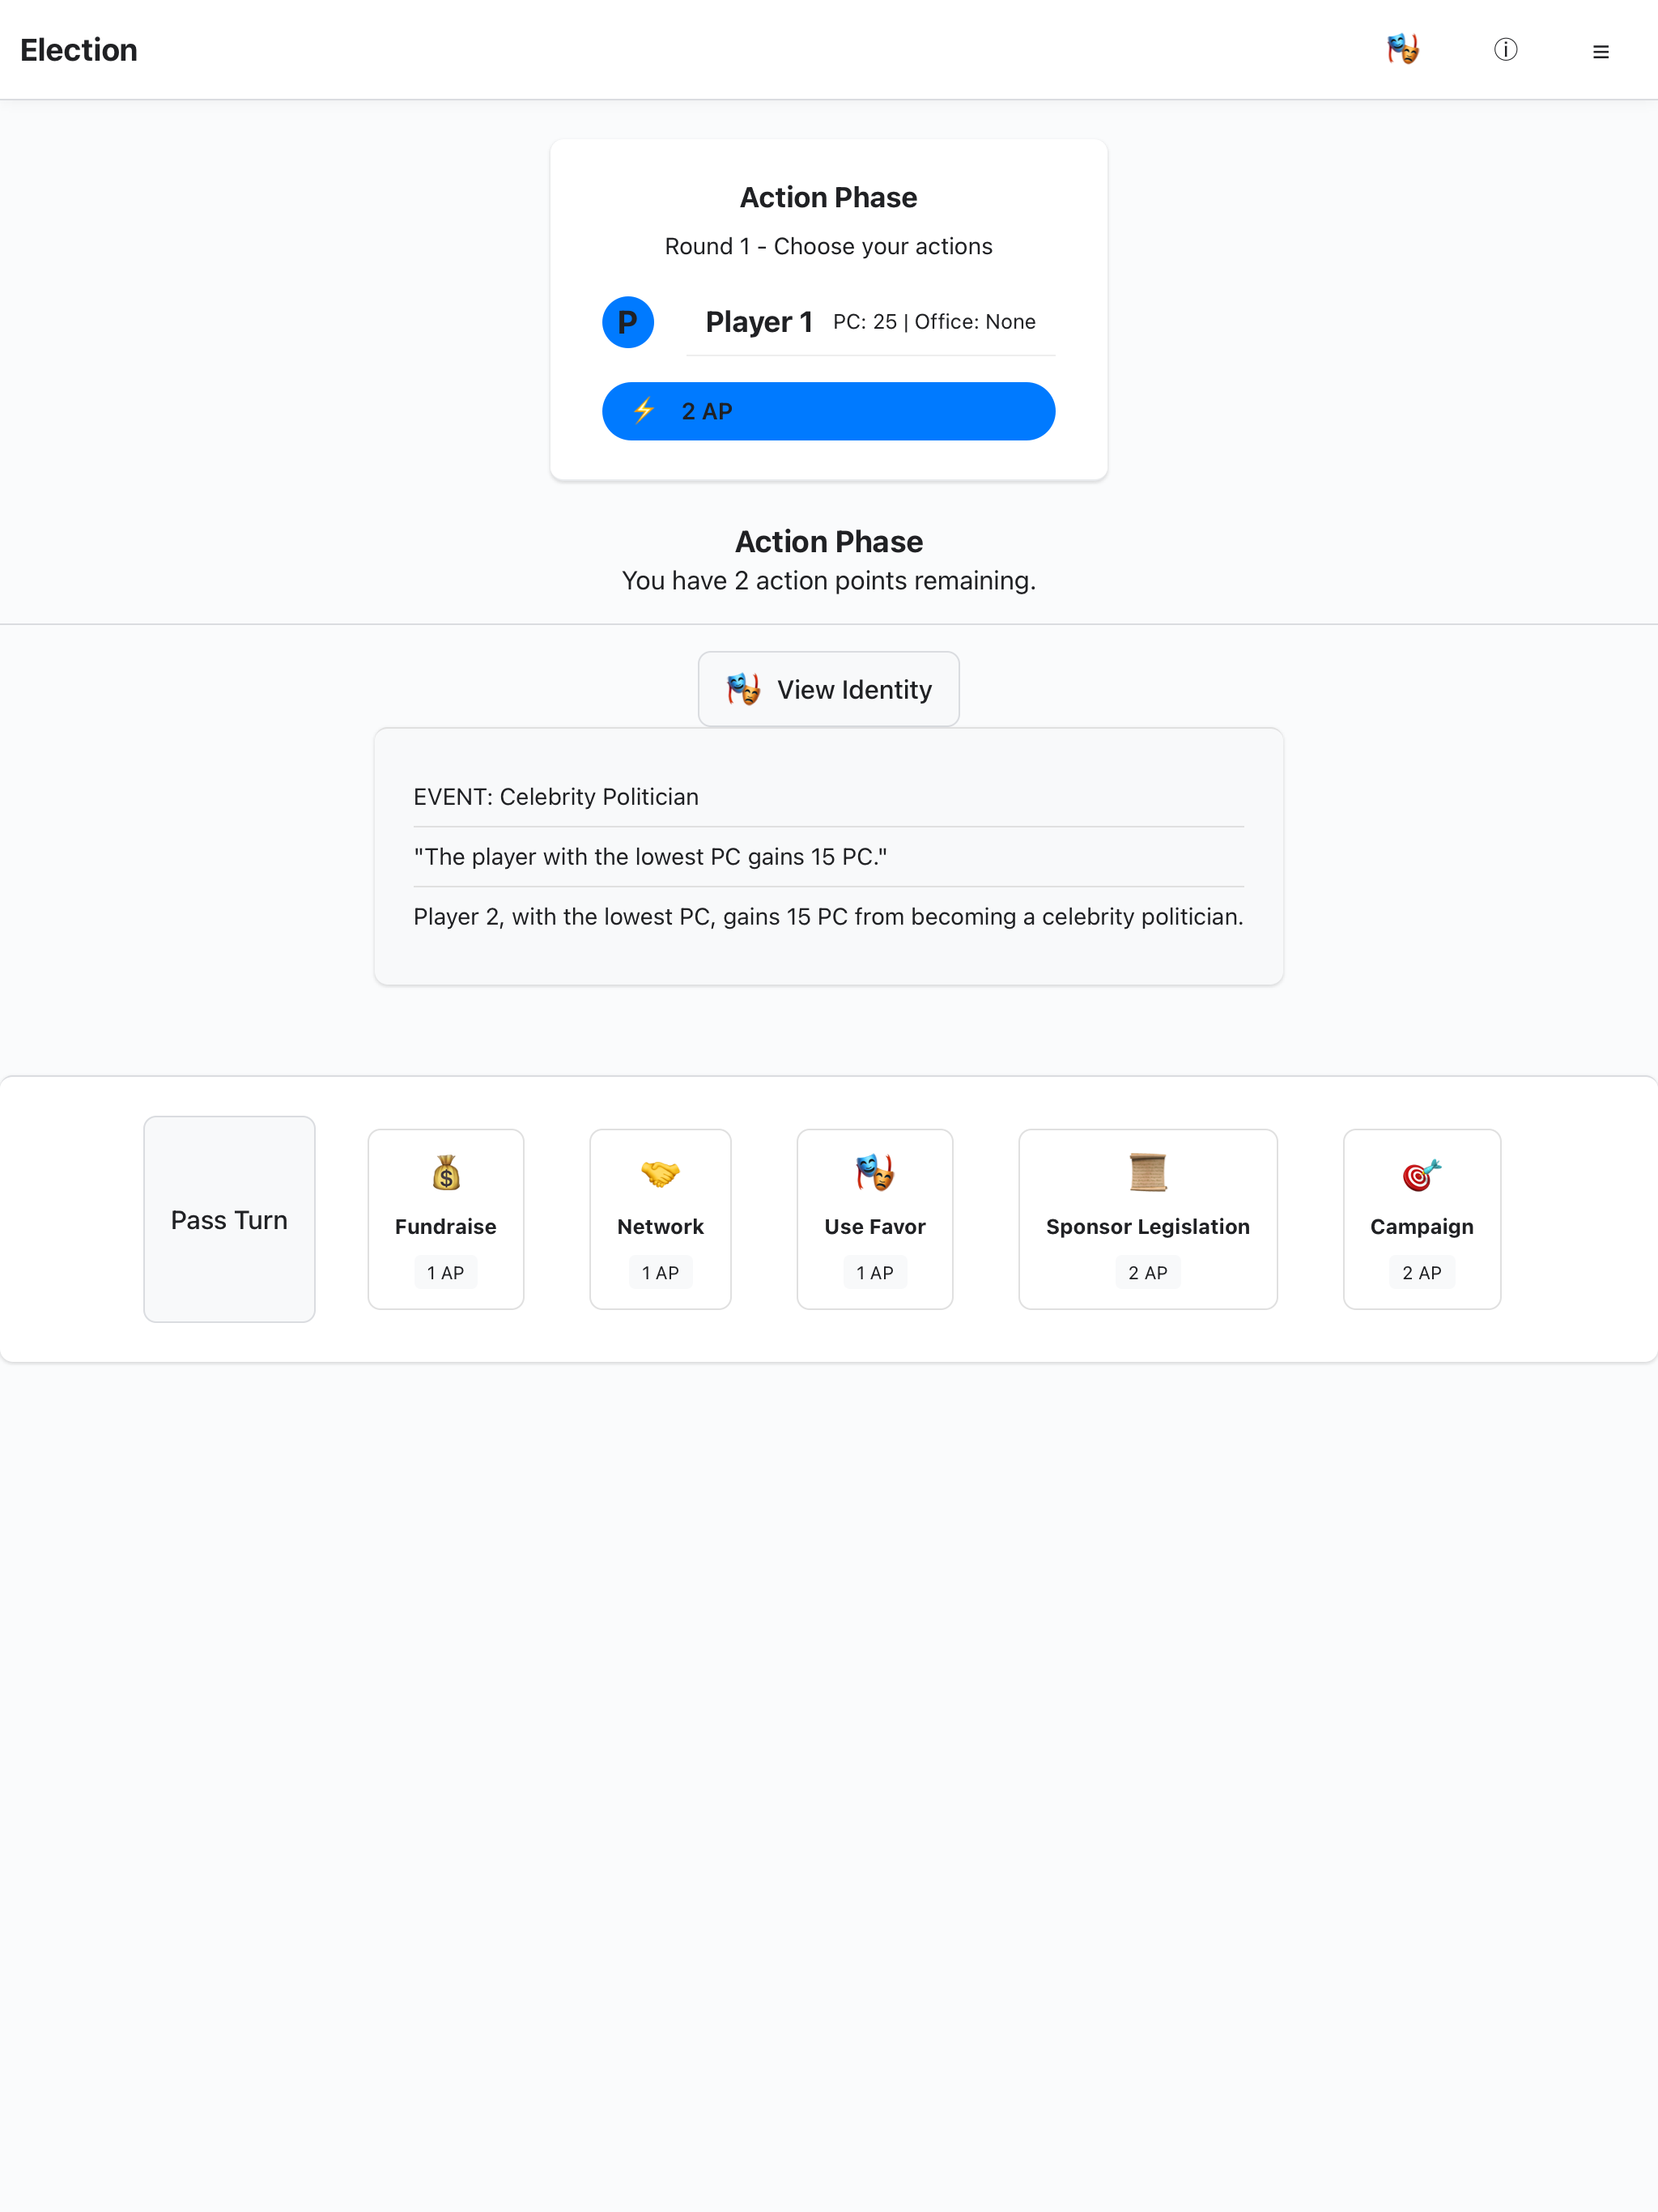 Election
Action Phase
Round 1 - Choose your actions
P
Player 1 PC: 25 | Office: None
2 AP
Action Phase
You have 2 action points remaining.
View Identity
EVENT: Celebrity Politician
"The player with the lowest PC gains 15 PC."
Player 2, with the lowest PC, gains 15 PC from becoming a celebrity politician.
Pass Turn
Fundraise
1 AP
Network
1 AP
Use Favor
1 AP
Sponsor Legislation
2 AP
Campaign
2 AP